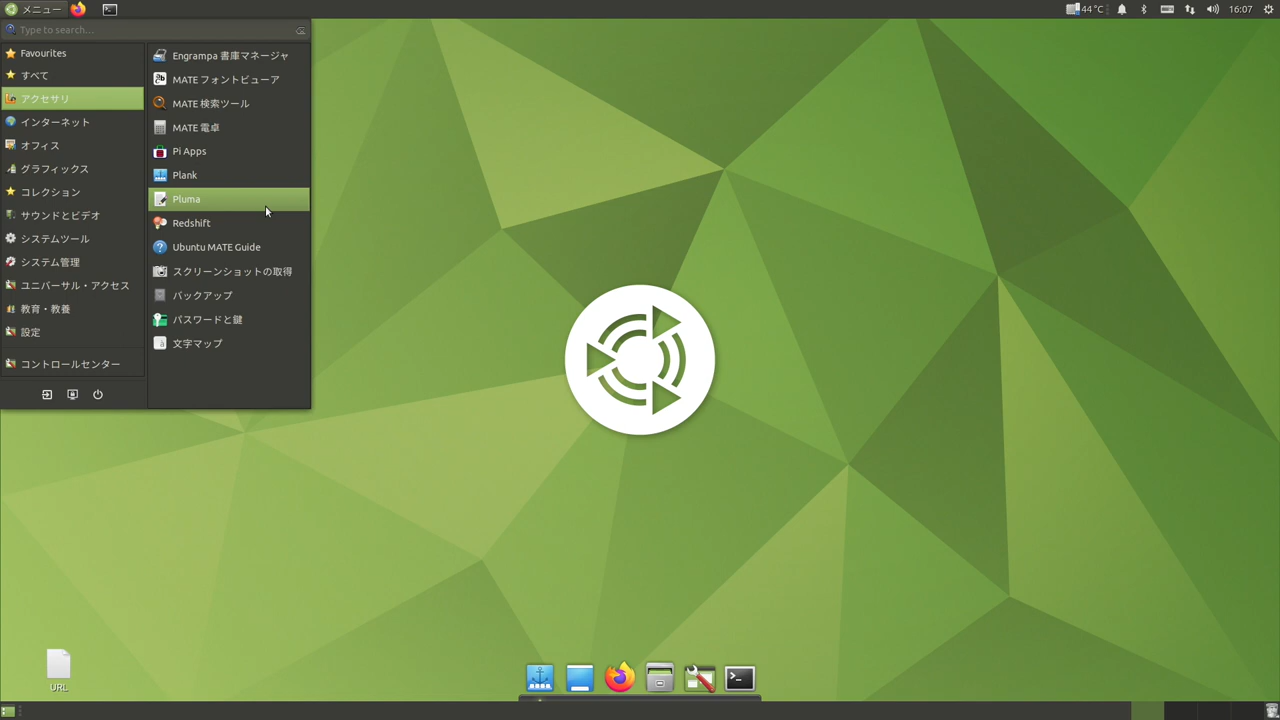 メニュー
44°C
16:07
Type to search...
Favourites
すべて
アクセサリ
インターネット
オフィス
グラフィックス
コレクション
サウンドとビデオ
システムツール
システム管理
ユニバーサル・アクセス
教育・教養
設定
コントロールセンター
Engrampa 書庫マネージャ
MATE フォントビューア
MATE 検索ツール
MATE 電卓
Pi Apps
Plank
Pluma
Redshift
Ubuntu MATE Guide
スクリーンショットの取得
バックアップ
パスワードと鍵
文字マップ
URL